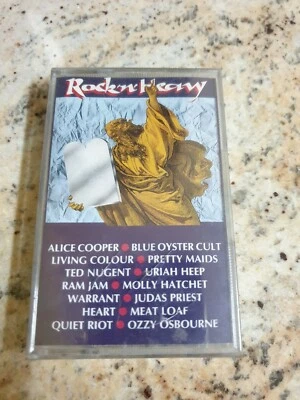 Rock'n'Heavy
ALICE COOPER ● BLUE OYSTER CULT
LIVING COLOUR ● PRETTY MAIDS
TED NUGENT ● URIAH HEEP
RAM JAM ● MOLLY HATCHET
WARRANT ● JUDAS PRIEST
HEART ● MEAT LOAF
QUIET RIOT ● OZZY OSBOURNE